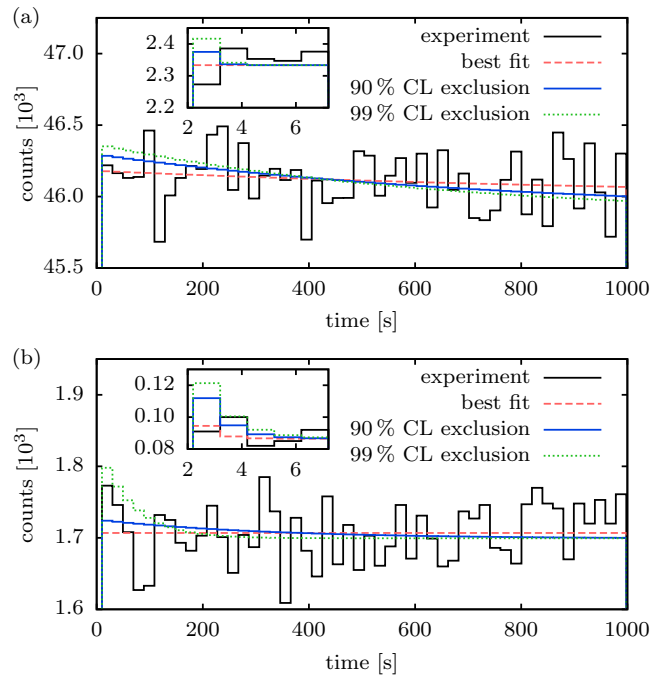 (a)
47.0
46.5
46.0
45.5
counts [10³]
2.4
2.3
2.2
2 4 6
experiment
best fit
90 % CL exclusion
99 % CL exclusion
0 200 400 600 800 1000
time [s]
(b)
1.9
1.8
1.7
1.6
counts [10³]
0.12
0.10
0.08
2 4 6
experiment
best fit
90 % CL exclusion
99 % CL exclusion
0 200 400 600 800 1000
time [s]